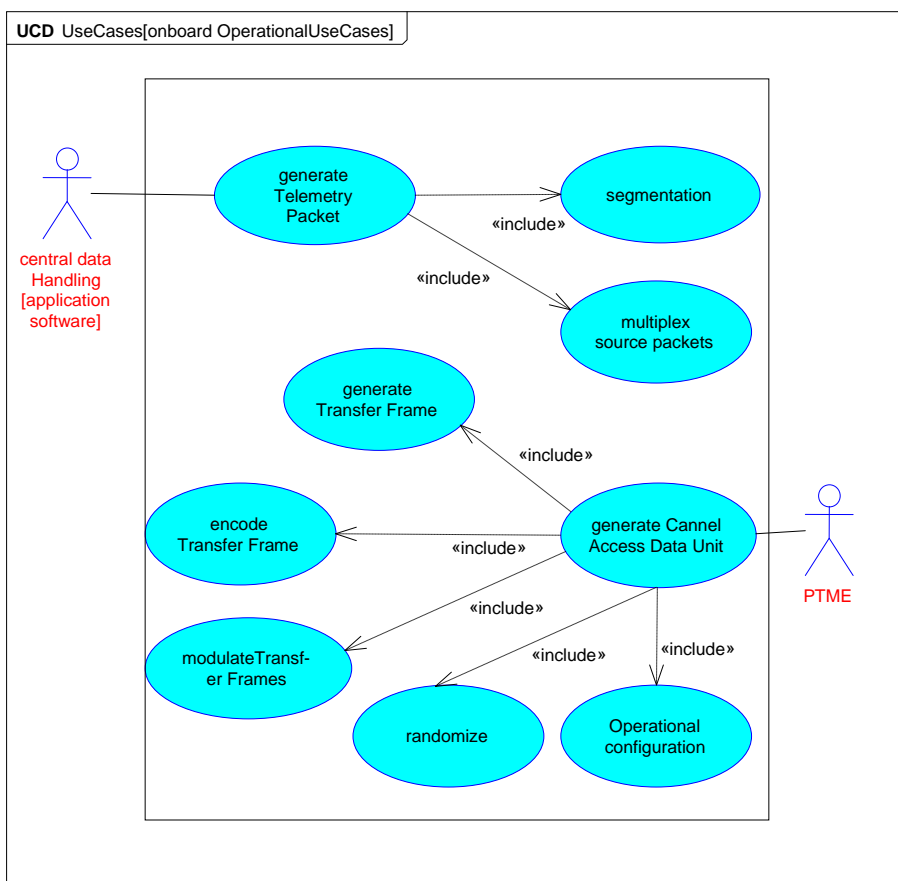 UCD UseCases[onboard OperationalUseCases]
generate
Telemetry
Packet
segmentation
«include»
central data
Handling
[application
software]
«include»
multiplex
source packets
generate
Transfer Frame
«include»
encode
Transfer Frame
«include»
generate Cannel
Access Data Unit
PTME
«include»
modulateTransf-
er Frames
«include»
«include»
randomize
Operational
configuration